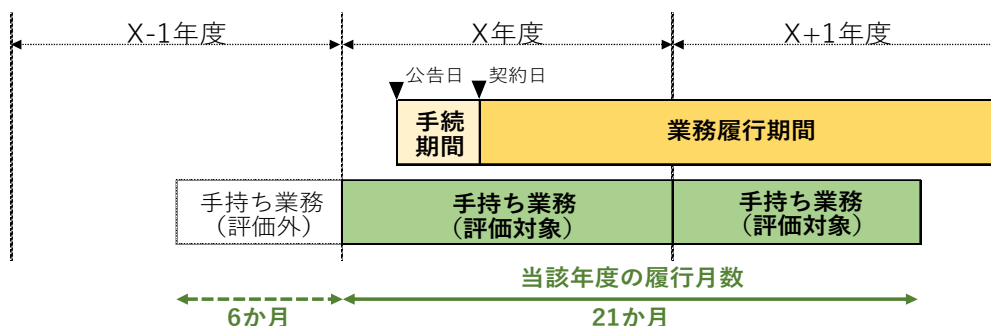 X-1年度
X年度
X+1年度
公告日
契約日
手続
期間
業務履行期間
手持ち業務
（評価外）
手持ち業務
（評価対象）
手持ち業務
（評価対象）
当該年度の履行月数
6か月
21か月